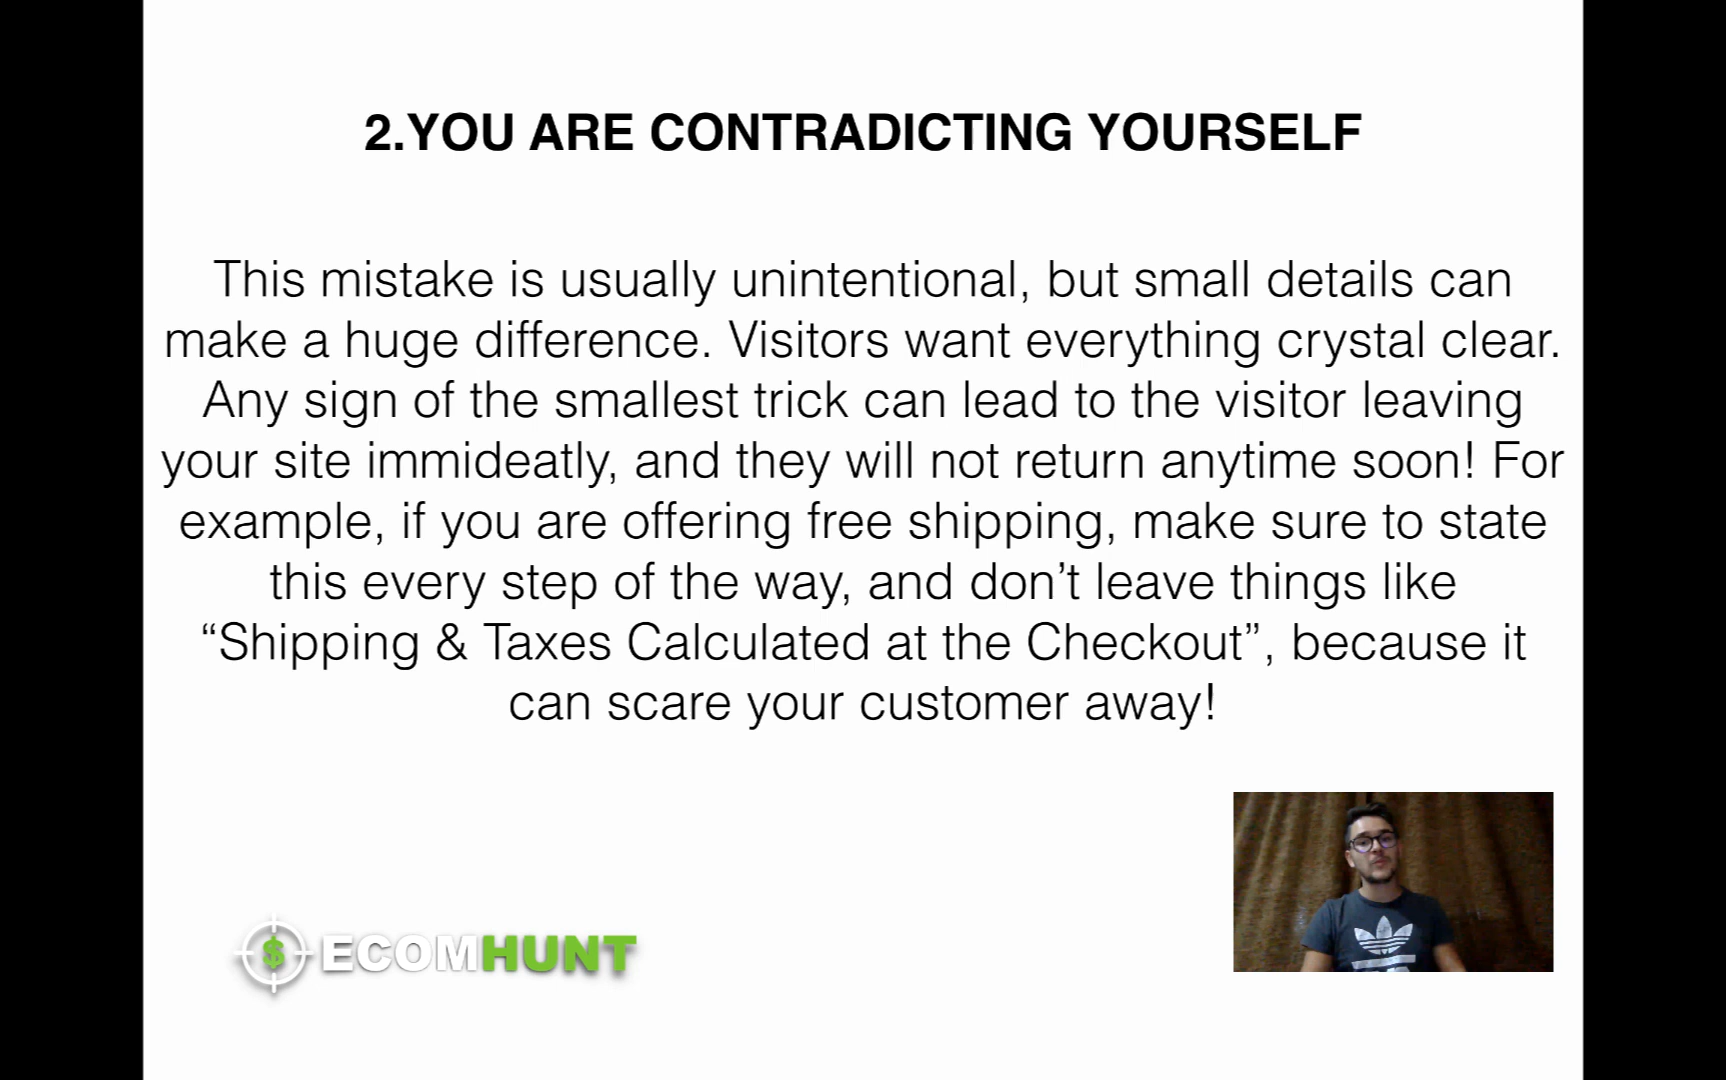 2.YOU ARE CONTRADICTING YOURSELF
This mistake is usually unintentional, but small details can
make a huge difference. Visitors want everything crystal clear.
Any sign of the smallest trick can lead to the visitor leaving
your site immideatly, and they will not return anytime soon! For
example, if you are offering free shipping, make sure to state
this every step of the way, and don’t leave things like
“Shipping & Taxes Calculated at the Checkout”, because it
can scare your customer away!
$ ECOMHUNT